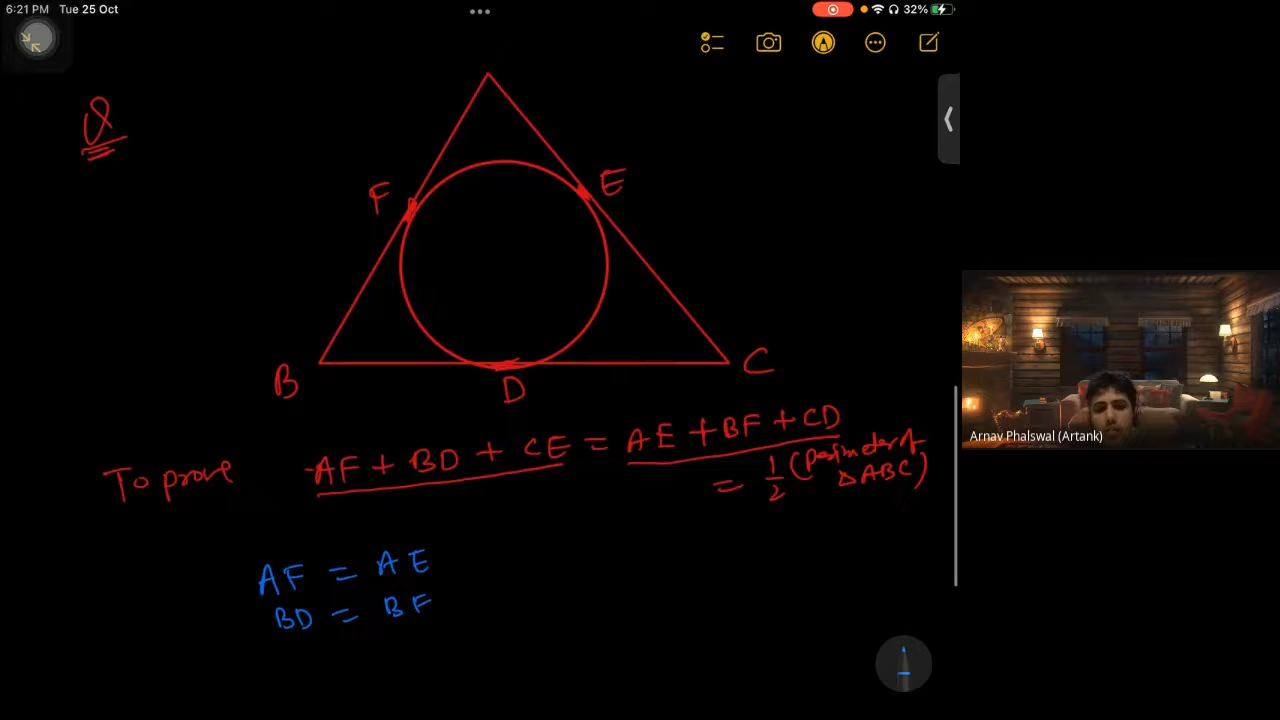 6:21 PM Tue 25 Oct
32%
Q
F
E
B
D
C
To prove AF + BD + CE = AE + BF + CD
= 1/2 (Perimeter of
ΔABC)
AF = AE
BD = BF
Arnav Phalswal (Artank)